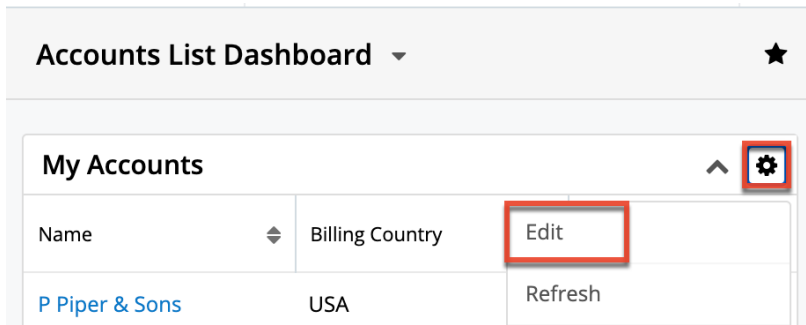 Accounts List Dashboard
My Accounts
Name
Billing Country
Edit
Refresh
P Piper & Sons
USA